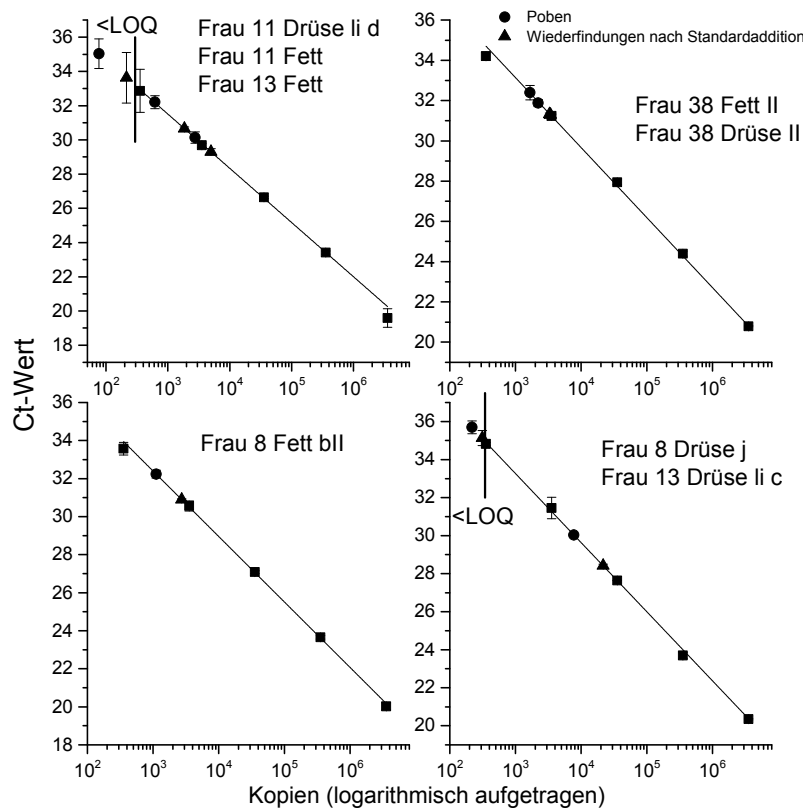 Poben
Wiederfindungen nach Standardaddition
<LOQ
Frau 11 Drüse li d
Frau 11 Fett
Frau 13 Fett
36
34
32
30
28
26
24
22
20
18
10² 10³ 10⁴ 10⁵ 10⁶
Frau 38 Fett II
Frau 38 Drüse II
34
32
30
28
26
24
22
20
10² 10³ 10⁴ 10⁵ 10⁶
Ct-Wert
Frau 8 Fett bII
36
34
32
30
28
26
24
22
20
18
10² 10³ 10⁴ 10⁵ 10⁶
Frau 8 Drüse j
Frau 13 Drüse li c
<LOQ
36
34
32
30
28
26
24
22
20
10² 10³ 10⁴ 10⁵ 10⁶
Kopien (logarithmisch aufgetragen)